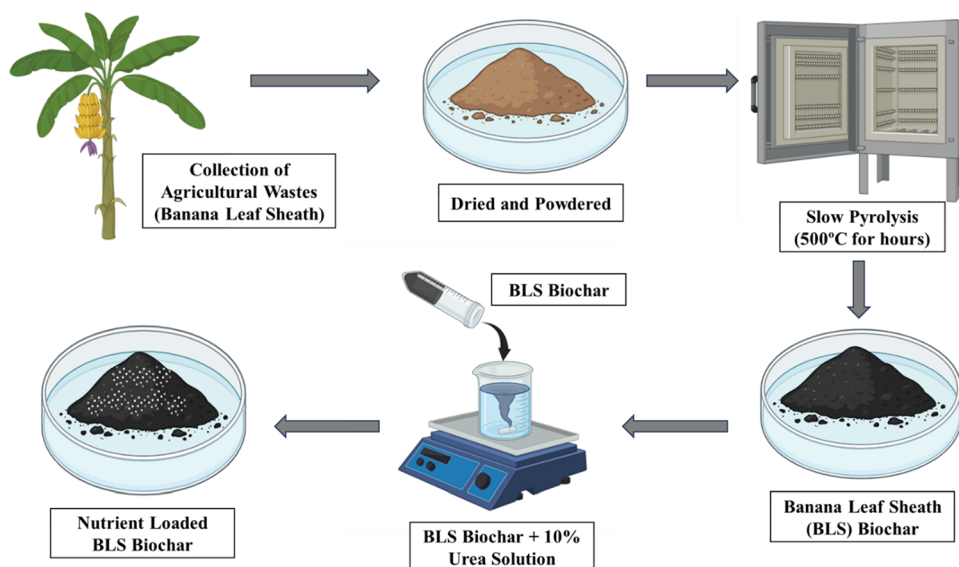 Collection of
Agricultural Wastes
(Banana Leaf Sheath)
Dried and Powdered
Slow Pyrolysis
(500ºC for hours)
BLS Biochar
Nutrient Loaded
BLS Biochar
BLS Biochar + 10%
Urea Solution
Banana Leaf Sheath
(BLS) Biochar